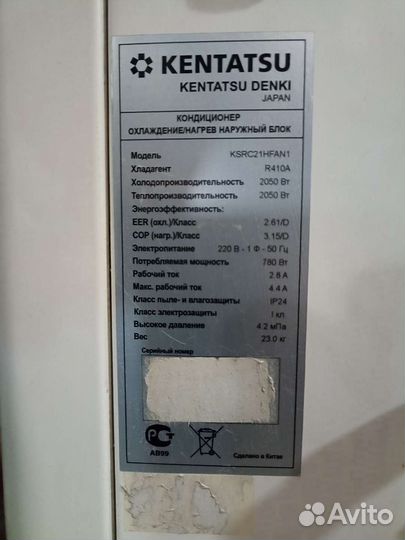 KENTATSU
KENTATSU DENKI
JAPAN
КОНДИЦИОНЕР
ОХЛАЖДЕНИЕ/НАГРЕВ НАРУЖНЫЙ БЛОК
Модель KSRC21HFAN1
Хладагент R410A
Холодопроизводительность 2050 Вт
Теплопроизводительность 2050 Вт
Энергоэффективность:
EER (охл.)/Класс 2.61/D
COP (нагр.)/Класс 3.15/D
Электропитание 220 В - 1 Ф - 50 Гц
Потребляемая мощность 780 Вт
Рабочий ток 2.8 А
Макс. рабочий ток 4.4 А
Класс пыле- и влагозащиты IP24
Класс электрозащиты I кл.
Высокое давление 4.2 мПа
Вес 23.0 кг
Серийный номер
АВ99
Сделано в Китае
Avito